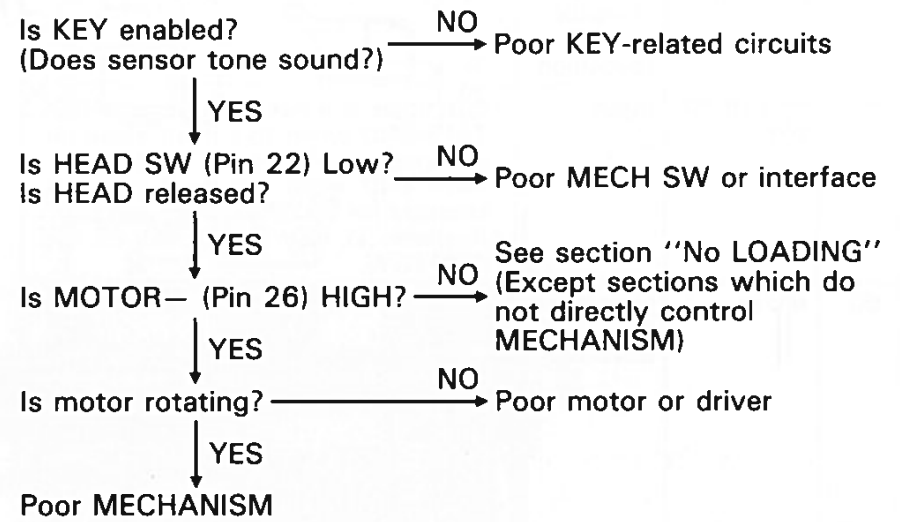 Is KEY enabled?
(Does sensor tone sound?)
NO
Poor KEY-related circuits
YES
Is HEAD SW (Pin 22) Low?
Is HEAD released?
NO
Poor MECH SW or interface
YES
Is MOTOR— (Pin 26) HIGH?
NO
See section ''No LOADING''
(Except sections which do
not directly control
MECHANISM)
YES
Is motor rotating?
NO
Poor motor or driver
YES
Poor MECHANISM